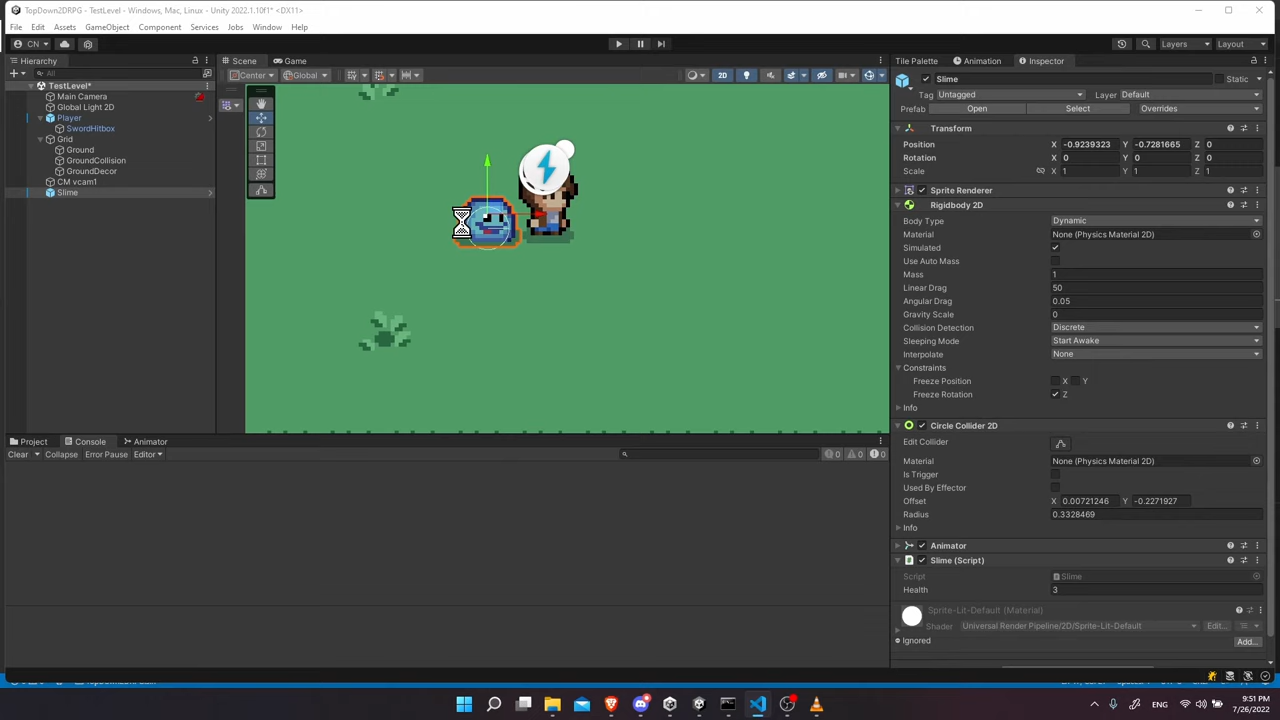 TopDown2DRPG - TestLevel - Windows, Mac, Linux - Unity 2022.1.10f1* <DX11>
File Edit Assets GameObject Component Services Jobs Window Help
CN Layers Layout
Hierarchy
All
TestLevel*
Main Camera
Global Light 2D
Player
SwordHitbox
Grid
Ground
GroundCollision
GroundDecor
CM vcam1
Slime
Scene Game
Center Global 2D
Project Console Animator
Clear Collapse Error Pause Editor 0 0 0
Tile Palette Animation Inspector
Slime Static
Tag Untagged Layer Default
Prefab Open Select Overrides
Transform
Position X -0.9239323 Y -0.7281665 Z 0
Rotation X 0 Y 0 Z 0
Scale X 1 Y 1 Z 1
Sprite Renderer
Rigidbody 2D
Body Type Dynamic
Material None (Physics Material 2D)
Simulated
Use Auto Mass
Mass 1
Linear Drag 50
Angular Drag 0.05
Gravity Scale 0
Collision Detection Discrete
Sleeping Mode Start Awake
Interpolate None
Constraints
Freeze Position X Y
Freeze Rotation Z
Info
Circle Collider 2D
Edit Collider
Material None (Physics Material 2D)
Is Trigger
Used By Effector
Offset X 0.00721246 Y -0.2271927
Radius 0.3328469
Info
Animator
Slime (Script)
Script Slime
Health 3
Sprite-Lit-Default (Material)
Shader Universal Render Pipeline/2D/Sprite-Lit-Default Edit...
Ignored Add...
ENG 9:51 PM
7/26/2022